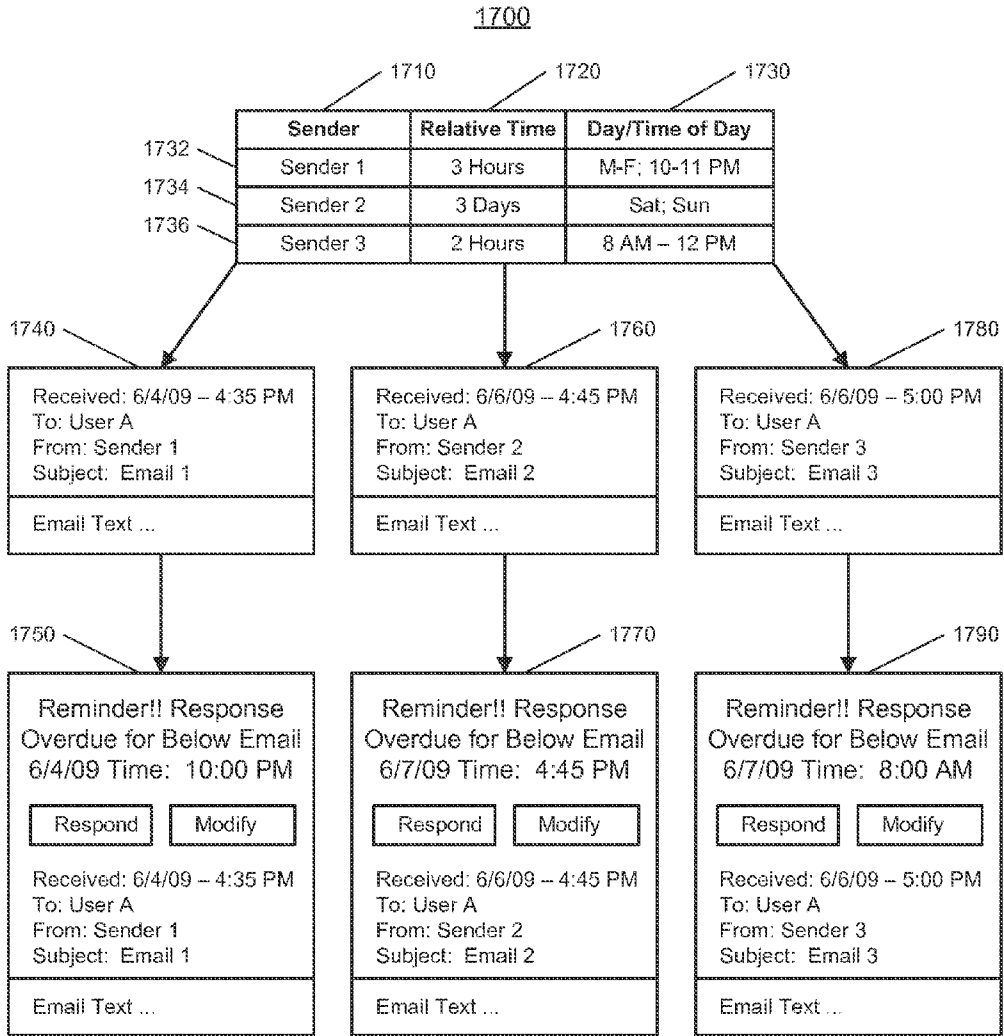 1700
1710
1720
1730
Sender Relative Time Day/Time of Day
1732
Sender 1 3 Hours M-F; 10-11 PM
1734
Sender 2 3 Days Sat; Sun
1736
Sender 3 2 Hours 8 AM – 12 PM
1740
Received: 6/4/09 – 4:35 PM
To: User A
From: Sender 1
Subject: Email 1
Email Text ...
1760
Received: 6/6/09 – 4:45 PM
To: User A
From: Sender 2
Subject: Email 2
Email Text ...
1780
Received: 6/6/09 – 5:00 PM
To: User A
From: Sender 3
Subject: Email 3
Email Text ...
1750
Reminder!! Response
Overdue for Below Email
6/4/09 Time: 10:00 PM
Respond Modify
Received: 6/4/09 – 4:35 PM
To: User A
From: Sender 1
Subject: Email 1
Email Text ...
1770
Reminder!! Response
Overdue for Below Email
6/7/09 Time: 4:45 PM
Respond Modify
Received: 6/6/09 – 4:45 PM
To: User A
From: Sender 2
Subject: Email 2
Email Text ...
1790
Reminder!! Response
Overdue for Below Email
6/7/09 Time: 8:00 AM
Respond Modify
Received: 6/6/09 – 5:00 PM
To: User A
From: Sender 3
Subject: Email 3
Email Text ...